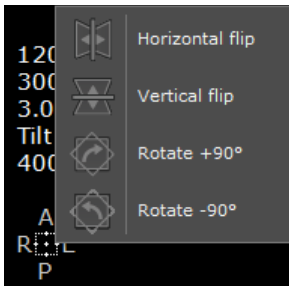 Horizontal flip
120
300
Vertical flip
3.0
Tilt
Rotate +90°
400
Rotate -90°
A
R L
P